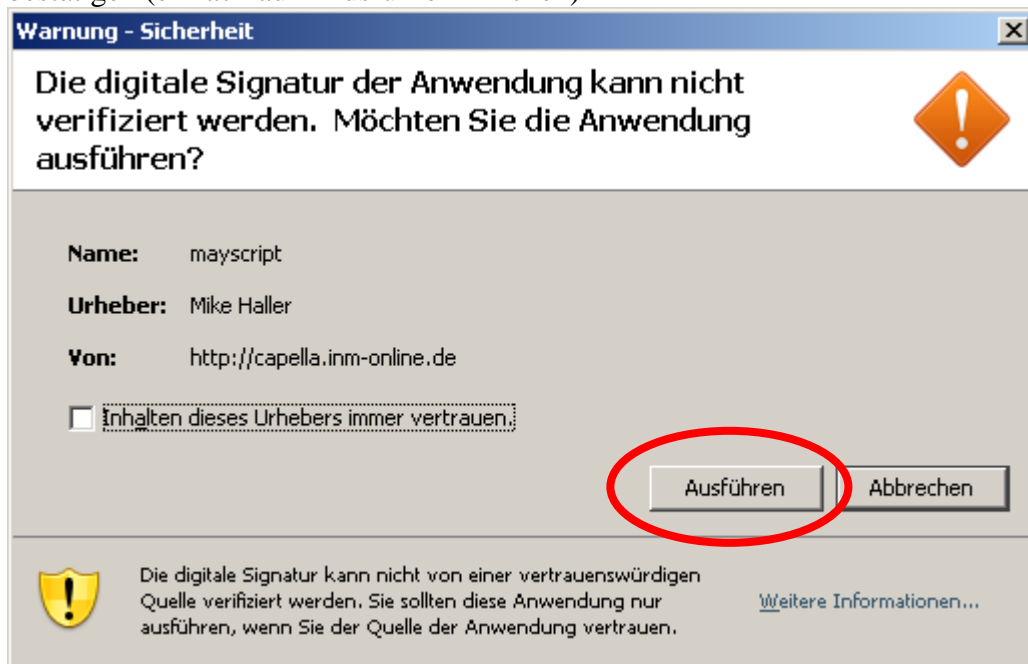 Warnung - Sicherheit
Die digitale Signatur der Anwendung kann nicht
verifiziert werden. Möchten Sie die Anwendung
ausführen?
Name: mayscript
Urheber: Mike Haller
Von: http://capella.inm-online.de
Inhalten dieses Urhebers immer vertrauen.
Ausführen Abbrechen
Die digitale Signatur kann nicht von einer vertrauenswürdigen
Quelle verifiziert werden. Sie sollten diese Anwendung nur
ausführen, wenn Sie der Quelle der Anwendung vertrauen.
Weitere Informationen...